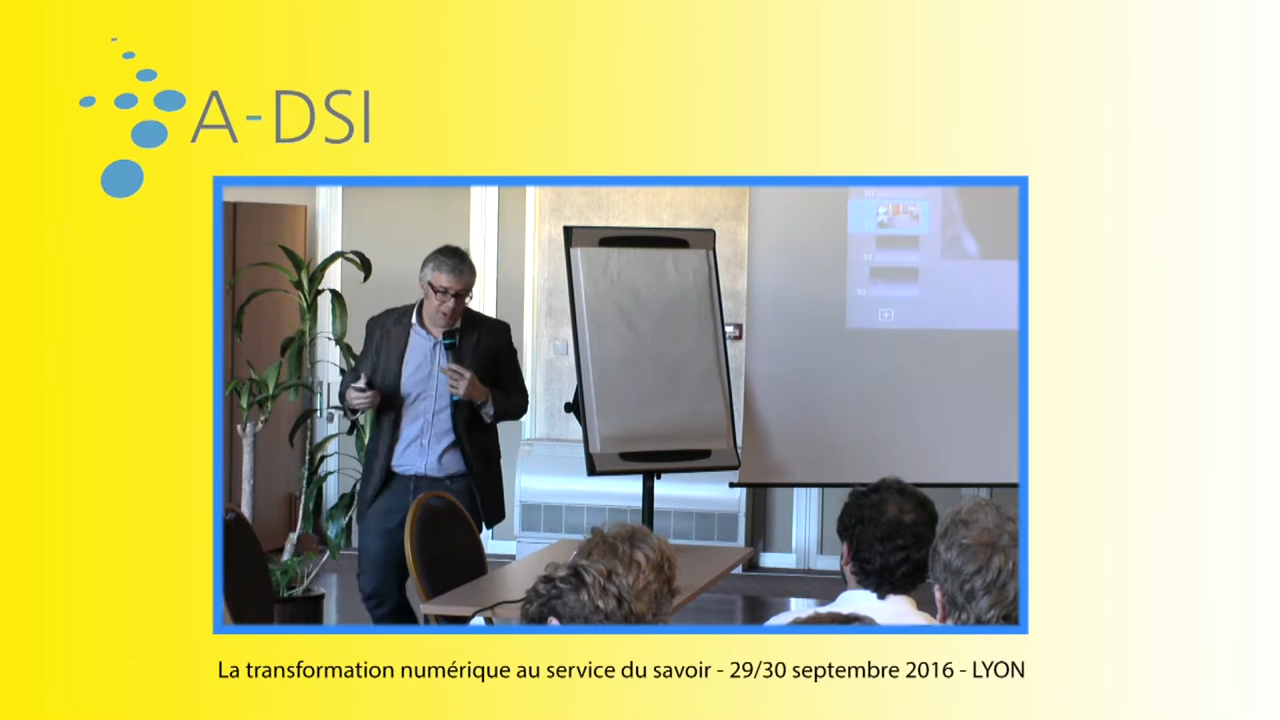 A-DSI
La transformation numérique au service du savoir - 29/30 septembre 2016 - LYON